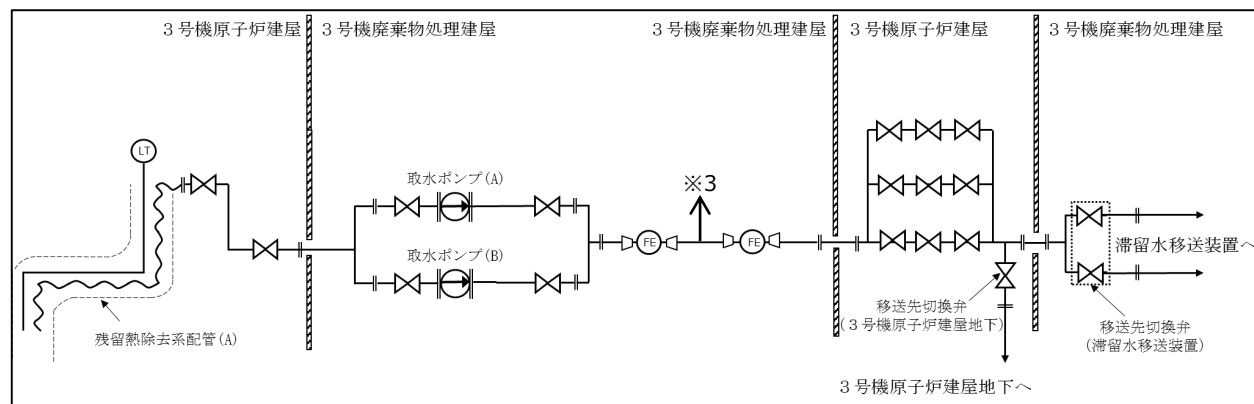 3号機原子炉建屋
3号機廃棄物処理建屋
3号機廃棄物処理建屋
3号機原子炉建屋
3号機廃棄物処理建屋
LT
取水ポンプ(A)
※3
FE
FE
取水ポンプ(B)
滞留水移送装置へ
残留熱除去系配管(A)
移送先切換弁
(3号機原子炉建屋地下)
移送先切換弁
(滞留水移送装置)
3号機原子炉建屋地下へ